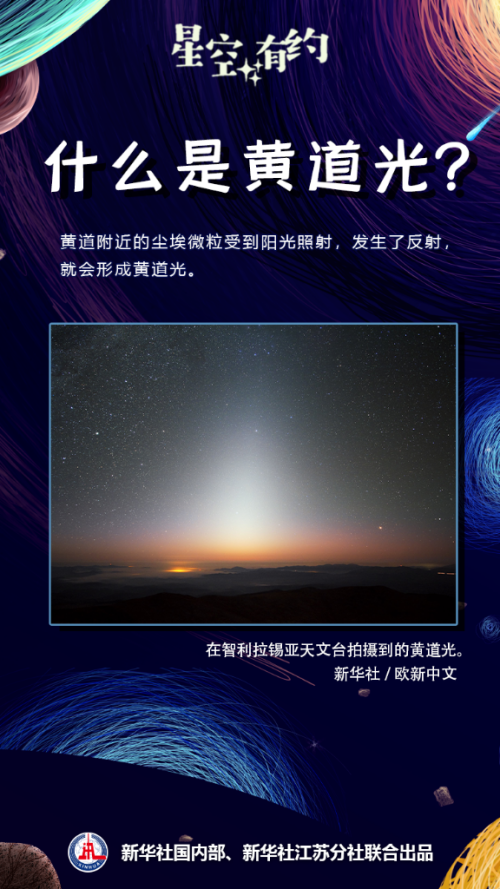 星空有约
什么是黄道光？
黄道附近的尘埃微粒受到阳光照射，发生了反射，
就会形成黄道光。
在智利拉锡亚天文台拍摄到的黄道光。
新华社 / 欧新中文
新华社国内部、新华社江苏分社联合出品